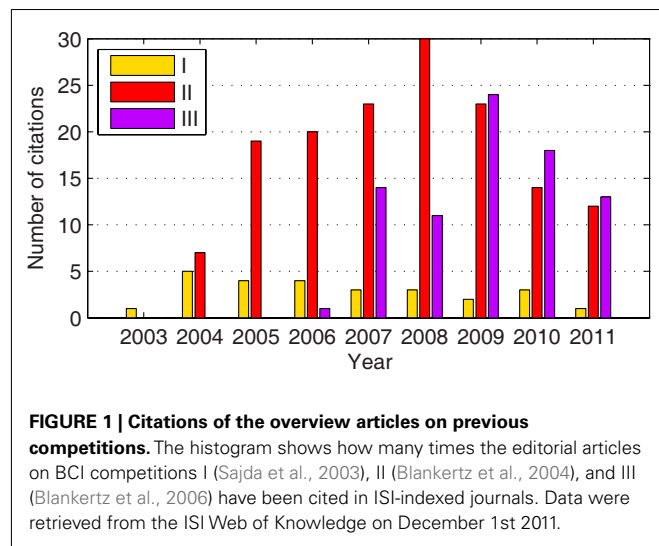 30
25
20
15
10
5
0
Number of citations
I
II
III
2003 2004 2005 2006 2007 2008 2009 2010 2011
Year
FIGURE 1 | Citations of the overview articles on previous
competitions. The histogram shows how many times the editorial articles
on BCI competitions I (Sajda et al., 2003), II (Blankertz et al., 2004), and III
(Blankertz et al., 2006) have been cited in ISI-indexed journals. Data were
retrieved from the ISI Web of Knowledge on December 1st 2011.